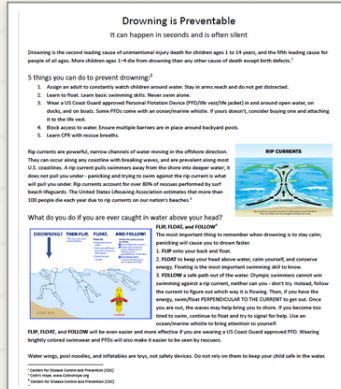 Drowning is Preventable
It can happen in seconds and is often silent
Drowning is the second leading cause of unintentional injury death for children ages 1 to 14 years, and the fifth leading cause for
people of all ages. More children ages 1-4 die from drowning than any other cause of death except birth defects.¹
5 things you can do to prevent drowning:²
1. Assign an adult to constantly watch children around water. Stay in arms reach and do not get distracted.
2. Learn to float. Learn basic swimming skills. Never swim alone.
3. Wear a US Coast Guard approved Personal Flotation Device (PFD/life vest/life jacket) in and around open water, on
docks, and on boats. Some PFDs come with an ocean/marine whistle. If yours doesn't, consider buying one and attaching
it to the life vest.
4. Block access to water. Ensure multiple barriers are in place around backyard pools.
5. Learn CPR with rescue breaths.
Rip currents are powerful, narrow channels of water moving in the offshore direction.
They can occur along any coastline with breaking waves, and are prevalent along most
U.S. coastlines. A rip current pulls swimmers away from the shore into deeper water; it
does not pull you under - panicking and trying to swim against the rip current is what
will pull you under. Rip currents account for over 80% of rescues performed by surf
beach lifeguards. The United States Lifesaving Association estimates that more than
100 people die each year due to rip currents on our nation's beaches.³
RIP CURRENTS
What do you do if you are ever caught in water above your head?
DROWNING? THEN FLIP, FLOAT, AND FOLLOW!
FLIP, FLOAT, and FOLLOW⁴
The most important thing to remember when drowning is to stay calm;
panicking will cause you to drown faster.
1. FLIP onto your back and float.
2. FLOAT to keep your head above water, calm yourself, and conserve
energy. Floating is the most important swimming skill to know.
3. FOLLOW a safe path out of the water. Olympic swimmers cannot win
swimming against a rip current, neither can you - don't try. Instead, follow
the current to figure out which way it is flowing. Then, if you have the
energy, swim/float PERPENDICULAR TO THE CURRENT to get out. Once
you are out, the waves may help bring you to shore. if you become too
tired to swim, continue to float and try to signal for help. Use an
ocean/marine whistle to bring attention to yourself.
FLIP, FLOAT, and FOLLOW will be even easier and more effective if you are wearing a US Coast Guard approved PFD. Wearing
brightly colored swimwear and PFDs will also make it easier to be seen by rescuers.
Water wings, pool noodles, and inflatables are toys, not safety devices. Do not rely on them to keep your child safe in the water.
¹ Centers for Disease Control and Prevention (CDC)
² Colin's Hope, www.ColinsHope.org
³ Centers for Disease Control and Prevention (CDC)